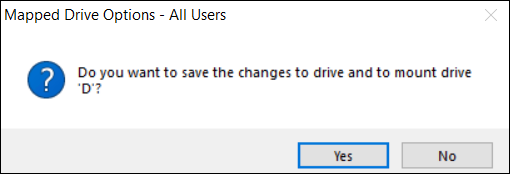 Mapped Drive Options - All Users
Do you want to save the changes to drive and to mount drive
'D'?
Yes
No